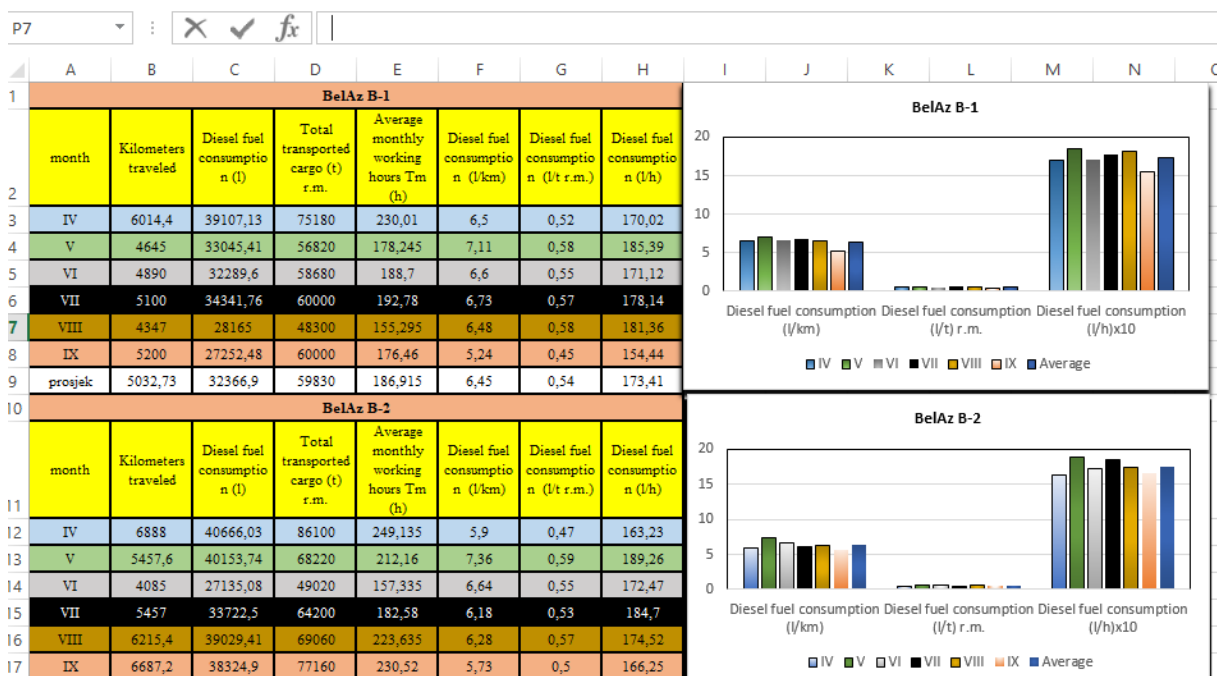 P7 fx
A B C D E F G H I J K L M N
1 BelAz B-1
2 month Kilometers traveled Diesel fuel consumptio n (l) Total transported cargo (t) r.m. Average monthly working hours Tm (h) Diesel fuel consumptio n (l/km) Diesel fuel consumptio n (l/t r.m.) Diesel fuel consumptio n (l/h)
3 IV 6014,4 39107,13 75180 230,01 6,5 0,52 170,02
4 V 4645 33045,41 56820 178,245 7,11 0,58 185,39
5 VI 4890 32289,6 58680 188,7 6,6 0,55 171,12
6 VII 5100 34341,76 60000 192,78 6,73 0,57 178,14
7 VIII 4347 28165 48300 155,295 6,48 0,58 181,36
8 IX 5200 27252,48 60000 176,46 5,24 0,45 154,44
9 prosjek 5032,73 32366,9 59830 186,915 6,45 0,54 173,41
10 BelAz B-2
11 month Kilometers traveled Diesel fuel consumptio n (l) Total transported cargo (t) r.m. Average monthly working hours Tm (h) Diesel fuel consumptio n (l/km) Diesel fuel consumptio n (l/t r.m.) Diesel fuel consumptio n (l/h)
12 IV 6888 40666,03 86100 249,135 5,9 0,47 163,23
13 V 5457,6 40153,74 68220 212,16 7,36 0,59 189,26
14 VI 4085 27135,08 49020 157,335 6,64 0,55 172,47
15 VII 5457 33722,5 64200 182,58 6,18 0,53 184,7
16 VIII 6215,4 39029,41 69060 223,635 6,28 0,57 174,52
17 IX 6687,2 38324,9 77160 230,52 5,73 0,5 166,25
BelAz B-1
20
15
10
5
0
Diesel fuel consumption Diesel fuel consumption Diesel fuel consumption
(l/km) (l/t) r.m. (l/h)x10
IV V VI VII VIII IX Average
BelAz B-2
20
15
10
5
0
Diesel fuel consumption Diesel fuel consumption Diesel fuel consumption
(l/km) (l/t) r.m. (l/h)x10
IV V VI VII VIII IX Average